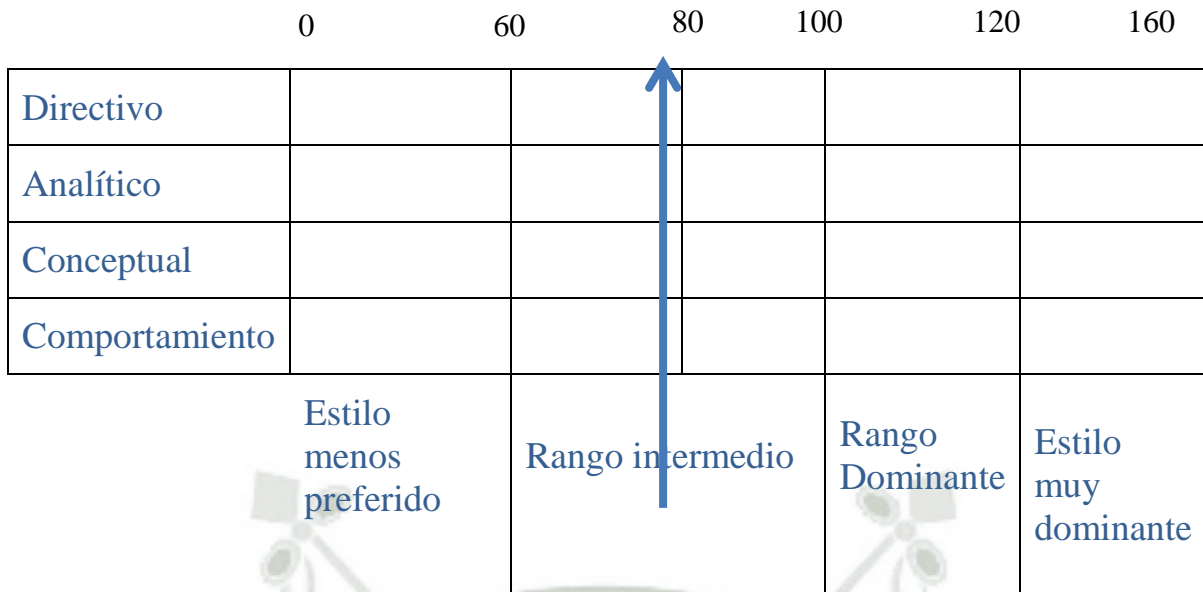 0 60 80 100 120 160
Directivo
Analítico
Conceptual
Comportamiento
Estilo
menos
preferido
Rango intermedio
Rango
Dominante
Estilo
muy
dominante